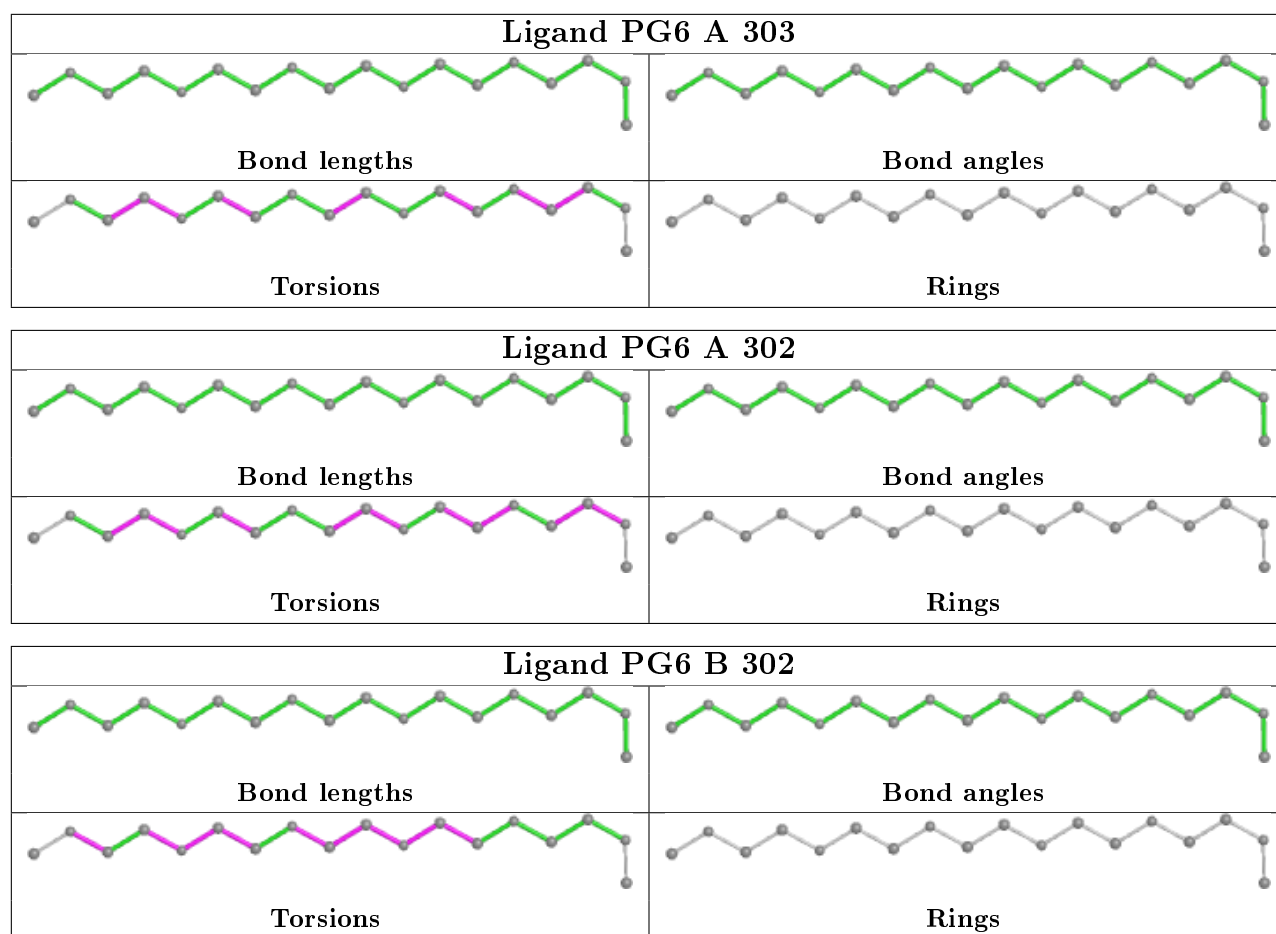 Ligand PG6 A 303
Bond lengths
Bond angles
Torsions
Rings
Ligand PG6 A 302
Bond lengths
Bond angles
Torsions
Rings
Ligand PG6 B 302
Bond lengths
Bond angles
Torsions
Rings